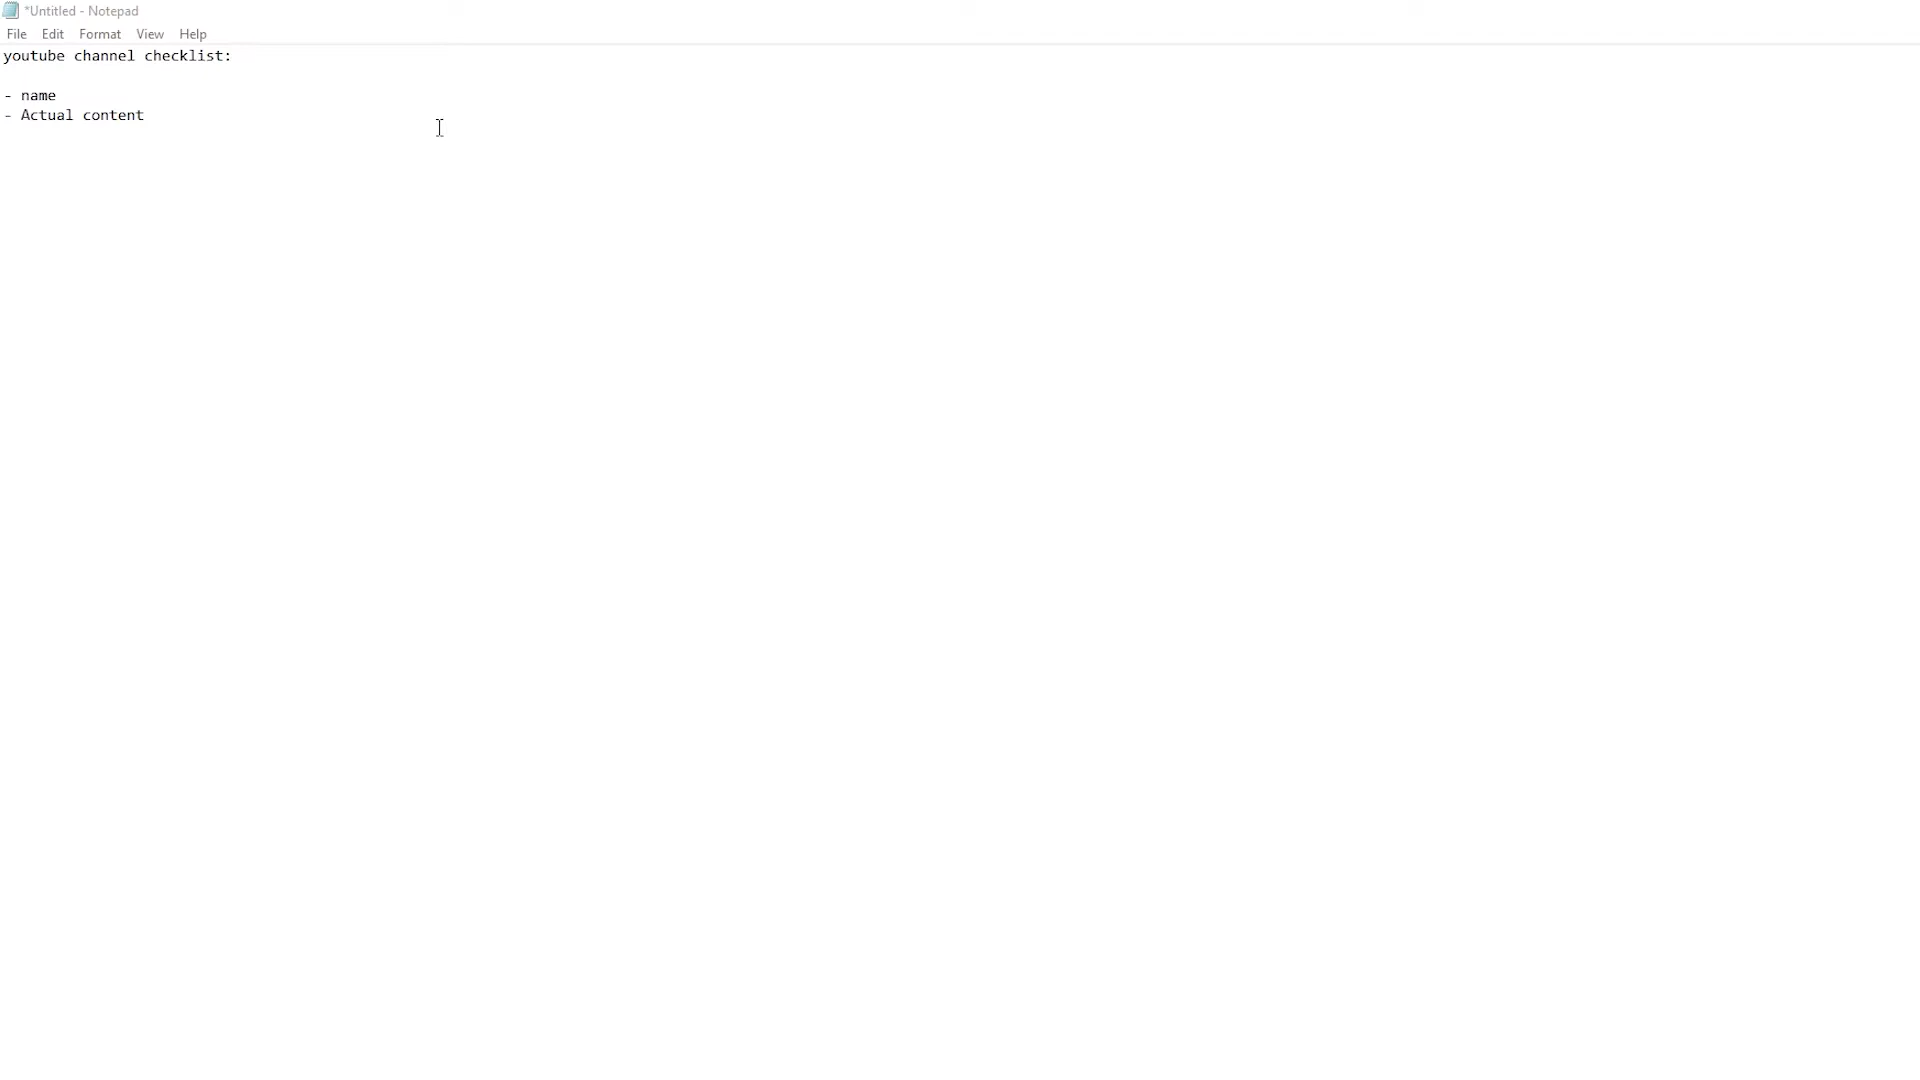 *Untitled - Notepad
File Edit Format View Help
youtube channel checklist:
- name
- Actual content